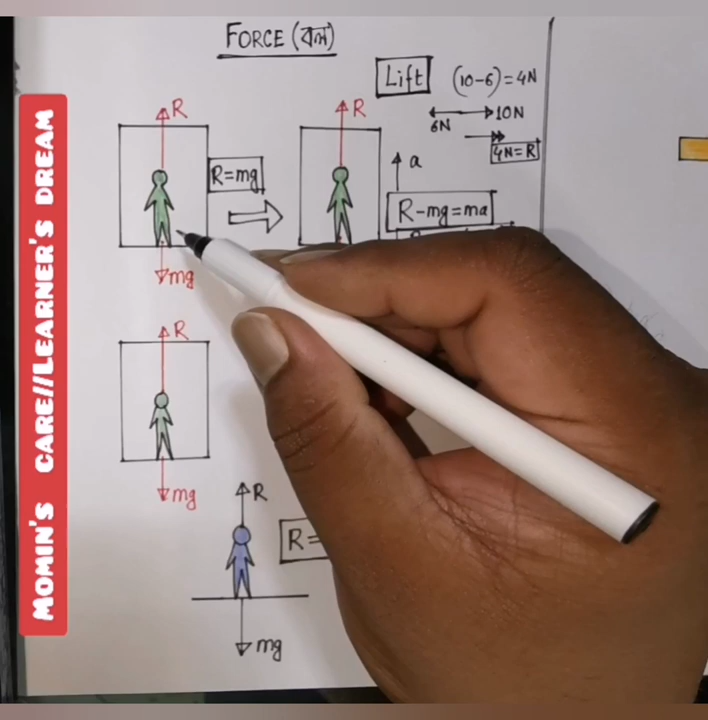 FORCE (বল)
Lift
(10-6)=4N
6N
10N
4N=R
R
R
R=mg
a
R-mg=ma
mg
R
mg
R
R=
mg
MOMIN'S CARE//LEARNER'S DREAM